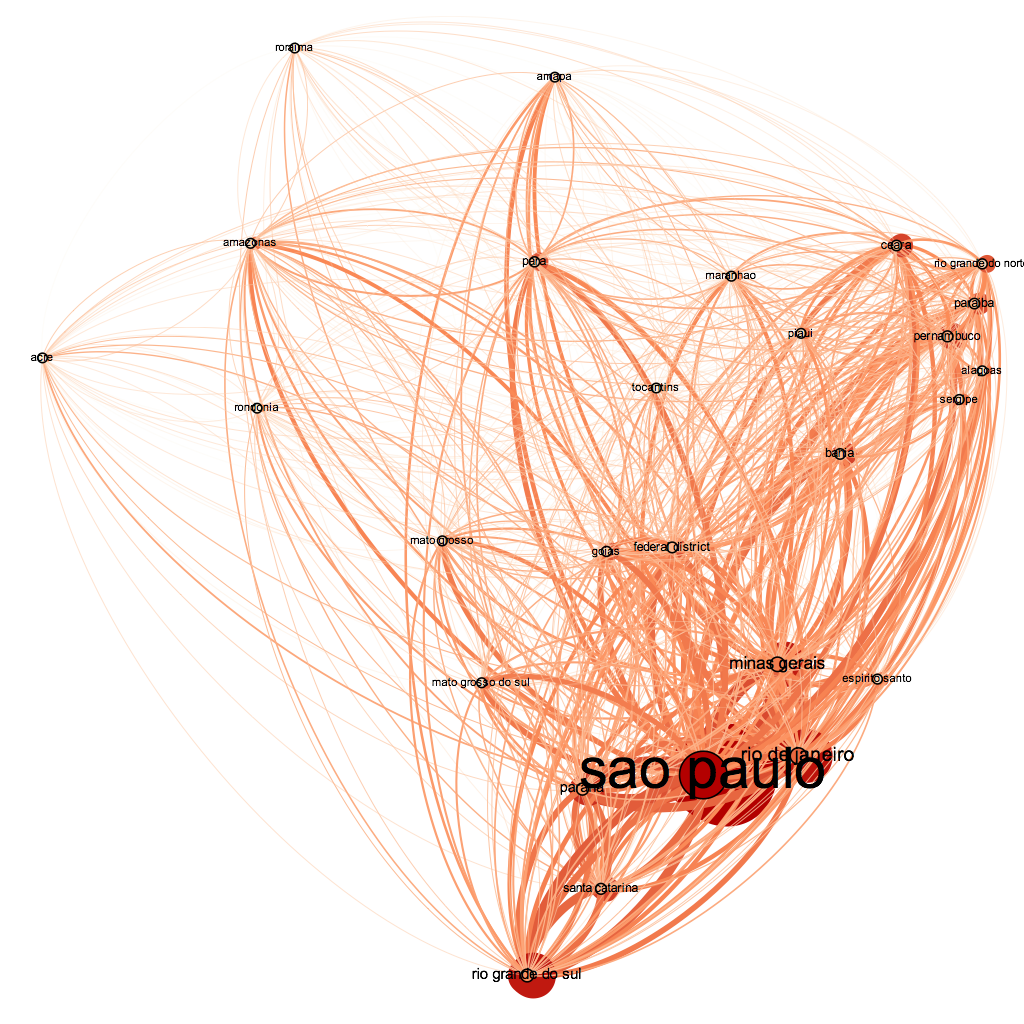 roraima
amapa
amazonas
para
ceara
rio grande do norte
maranhao
paraiba
piaui
pernambuco
acre
alagoas
tocantins
sergipe
rondonia
bahia
mato grosso
goias
federal district
minas gerais
espirito santo
mato grosso do sul
rio de janeiro
sao paulo
parana
santa catarina
rio grande do sul